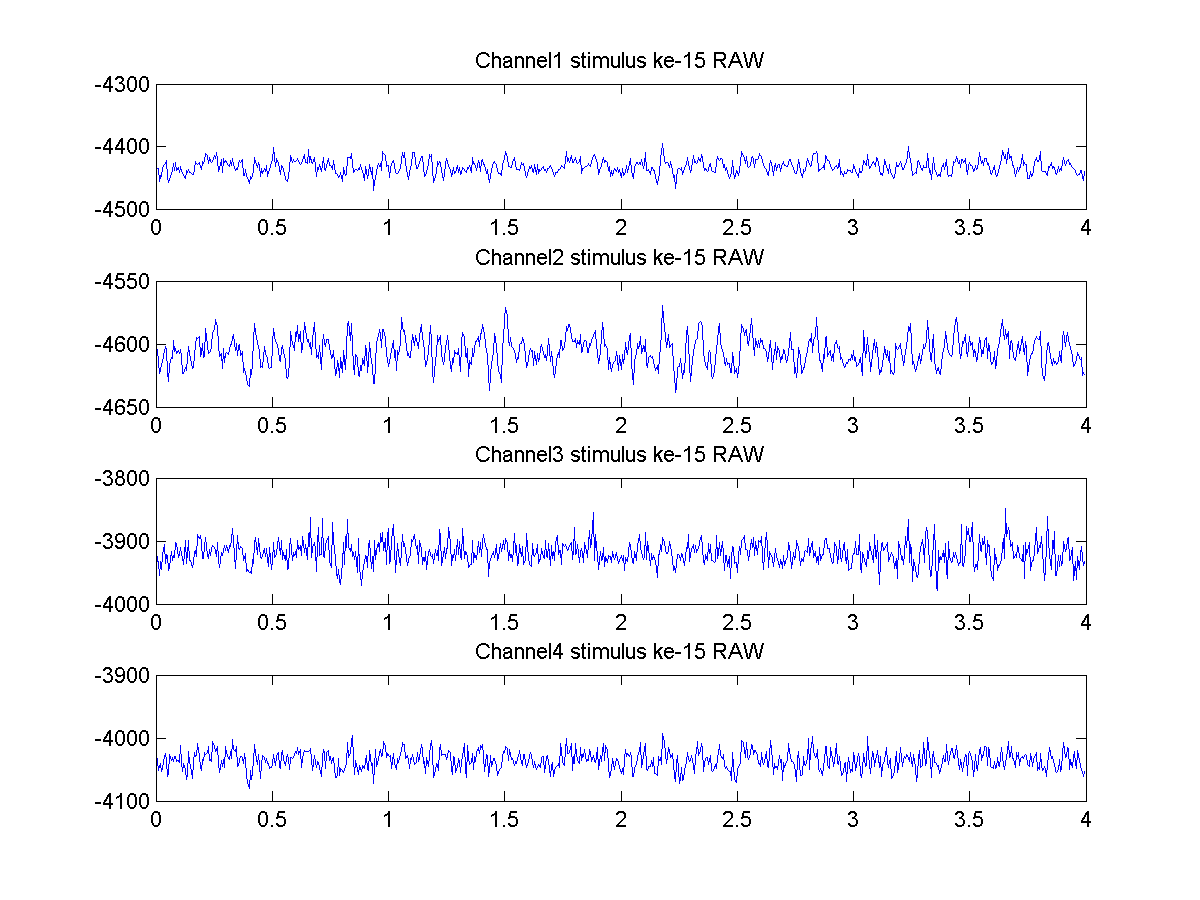 Channel1 stimulus ke-15 RAW
-4300
-4400
-4500
0 0.5 1 1.5 2 2.5 3 3.5 4
Channel2 stimulus ke-15 RAW
-4550
-4600
-4650
0 0.5 1 1.5 2 2.5 3 3.5 4
Channel3 stimulus ke-15 RAW
-3800
-3900
-4000
0 0.5 1 1.5 2 2.5 3 3.5 4
Channel4 stimulus ke-15 RAW
-3900
-4000
-4100
0 0.5 1 1.5 2 2.5 3 3.5 4